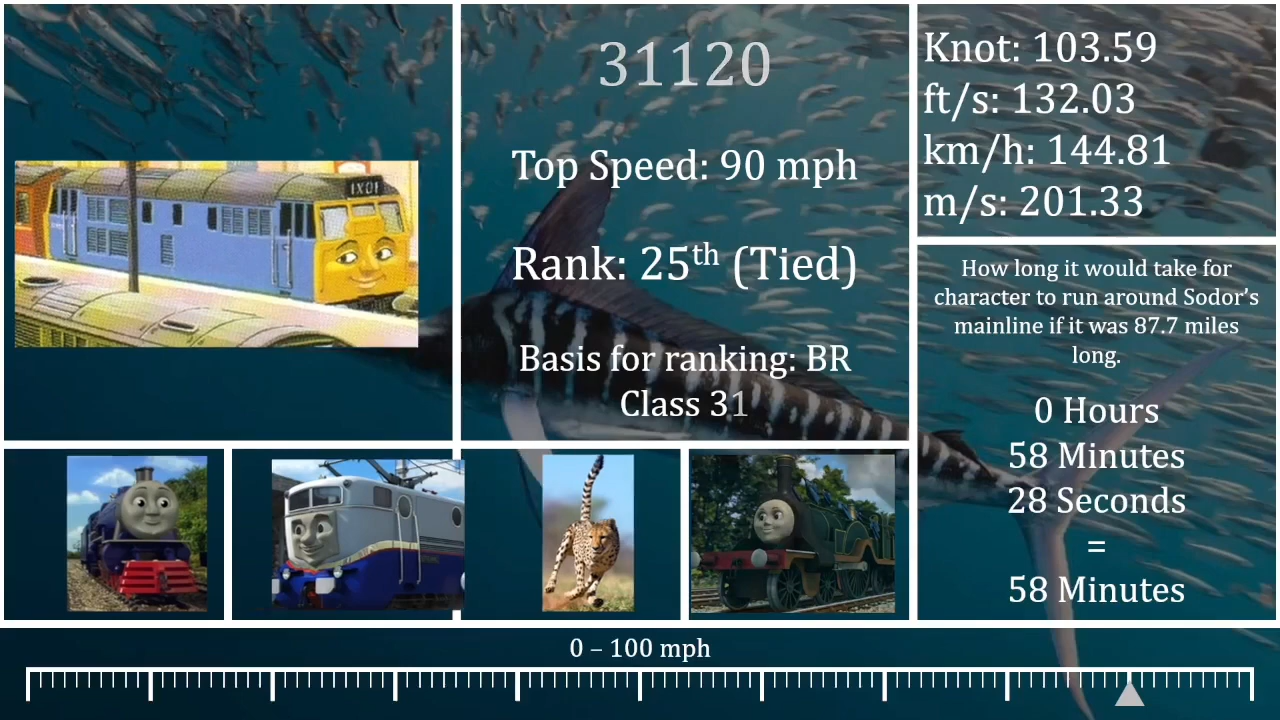 31120
Top Speed: 90 mph
Rank: 25th (Tied)
Basis for ranking: BR
Class 31
Knot: 103.59
ft/s: 132.03
km/h: 144.81
m/s: 201.33
How long it would take for
character to run around Sodor’s
mainline if it was 87.7 miles
long.
0 Hours
58 Minutes
28 Seconds
=
58 Minutes
1X01
0 – 100 mph